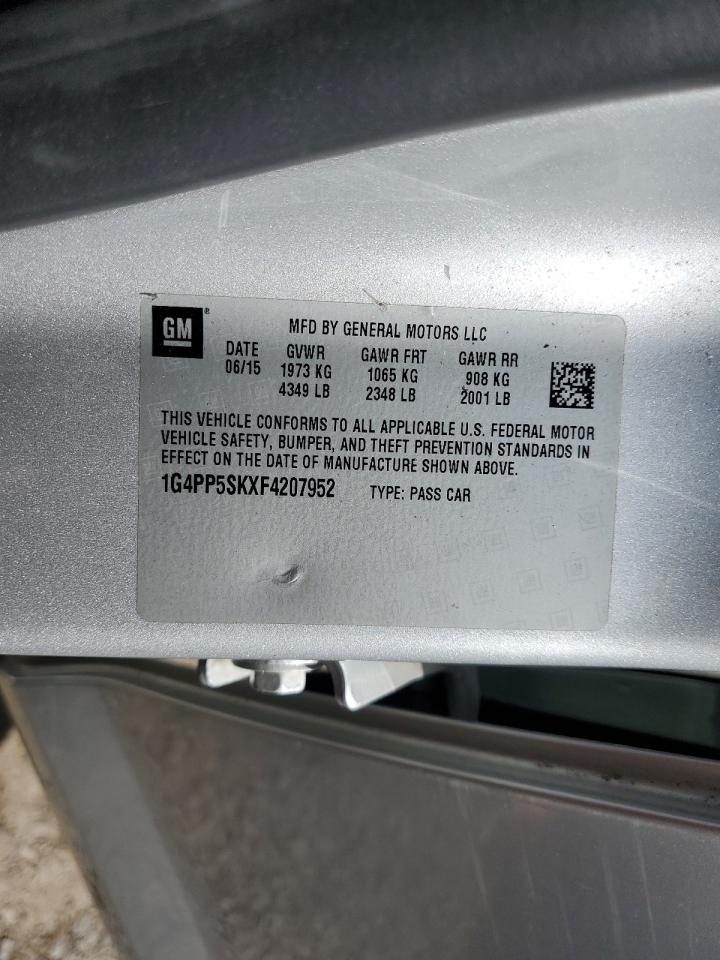 GM®
MFD BY GENERAL MOTORS LLC
DATE GVWR GAWR FRT GAWR RR
06/15 1973 KG 1065 KG 908 KG
4349 LB 2348 LB 2001 LB
THIS VEHICLE CONFORMS TO ALL APPLICABLE U.S. FEDERAL MOTOR
VEHICLE SAFETY, BUMPER, AND THEFT PREVENTION STANDARDS IN
EFFECT ON THE DATE OF MANUFACTURE SHOWN ABOVE.
1G4PP5SKXF4207952 TYPE: PASS CAR